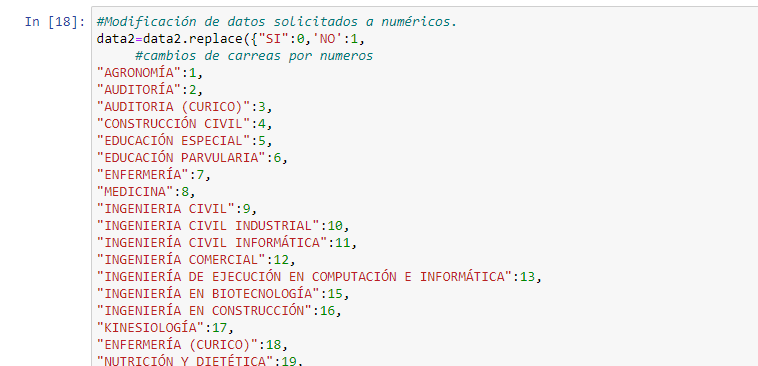 In [18]: #Modificación de datos solicitados a numéricos.
data2=data2.replace({"SI":0,'NO':1,
#cambios de carreas por numeros
"AGRONOMÍA":1,
"AUDITORÍA":2,
"AUDITORIA (CURICO)":3,
"CONSTRUCCIÓN CIVIL":4,
"EDUCACIÓN ESPECIAL":5,
"EDUCACIÓN PARVULARIA":6,
"ENFERMERÍA":7,
"MEDICINA":8,
"INGENIERIA CIVIL":9,
"INGENIERIA CIVIL INDUSTRIAL":10,
"INGENIERÍA CIVIL INFORMÁTICA":11,
"INGENIERÍA COMERCIAL":12,
"INGENIERÍA DE EJECUCIÓN EN COMPUTACIÓN E INFORMÁTICA":13,
"INGENIERÍA EN BIOTECNOLOGÍA":15,
"INGENIERÍA EN CONSTRUCCIÓN":16,
"KINESIOLOGÍA":17,
"ENFERMERÍA (CURICO)":18,
"NUTRICIÓN Y DIETÉTICA":19,